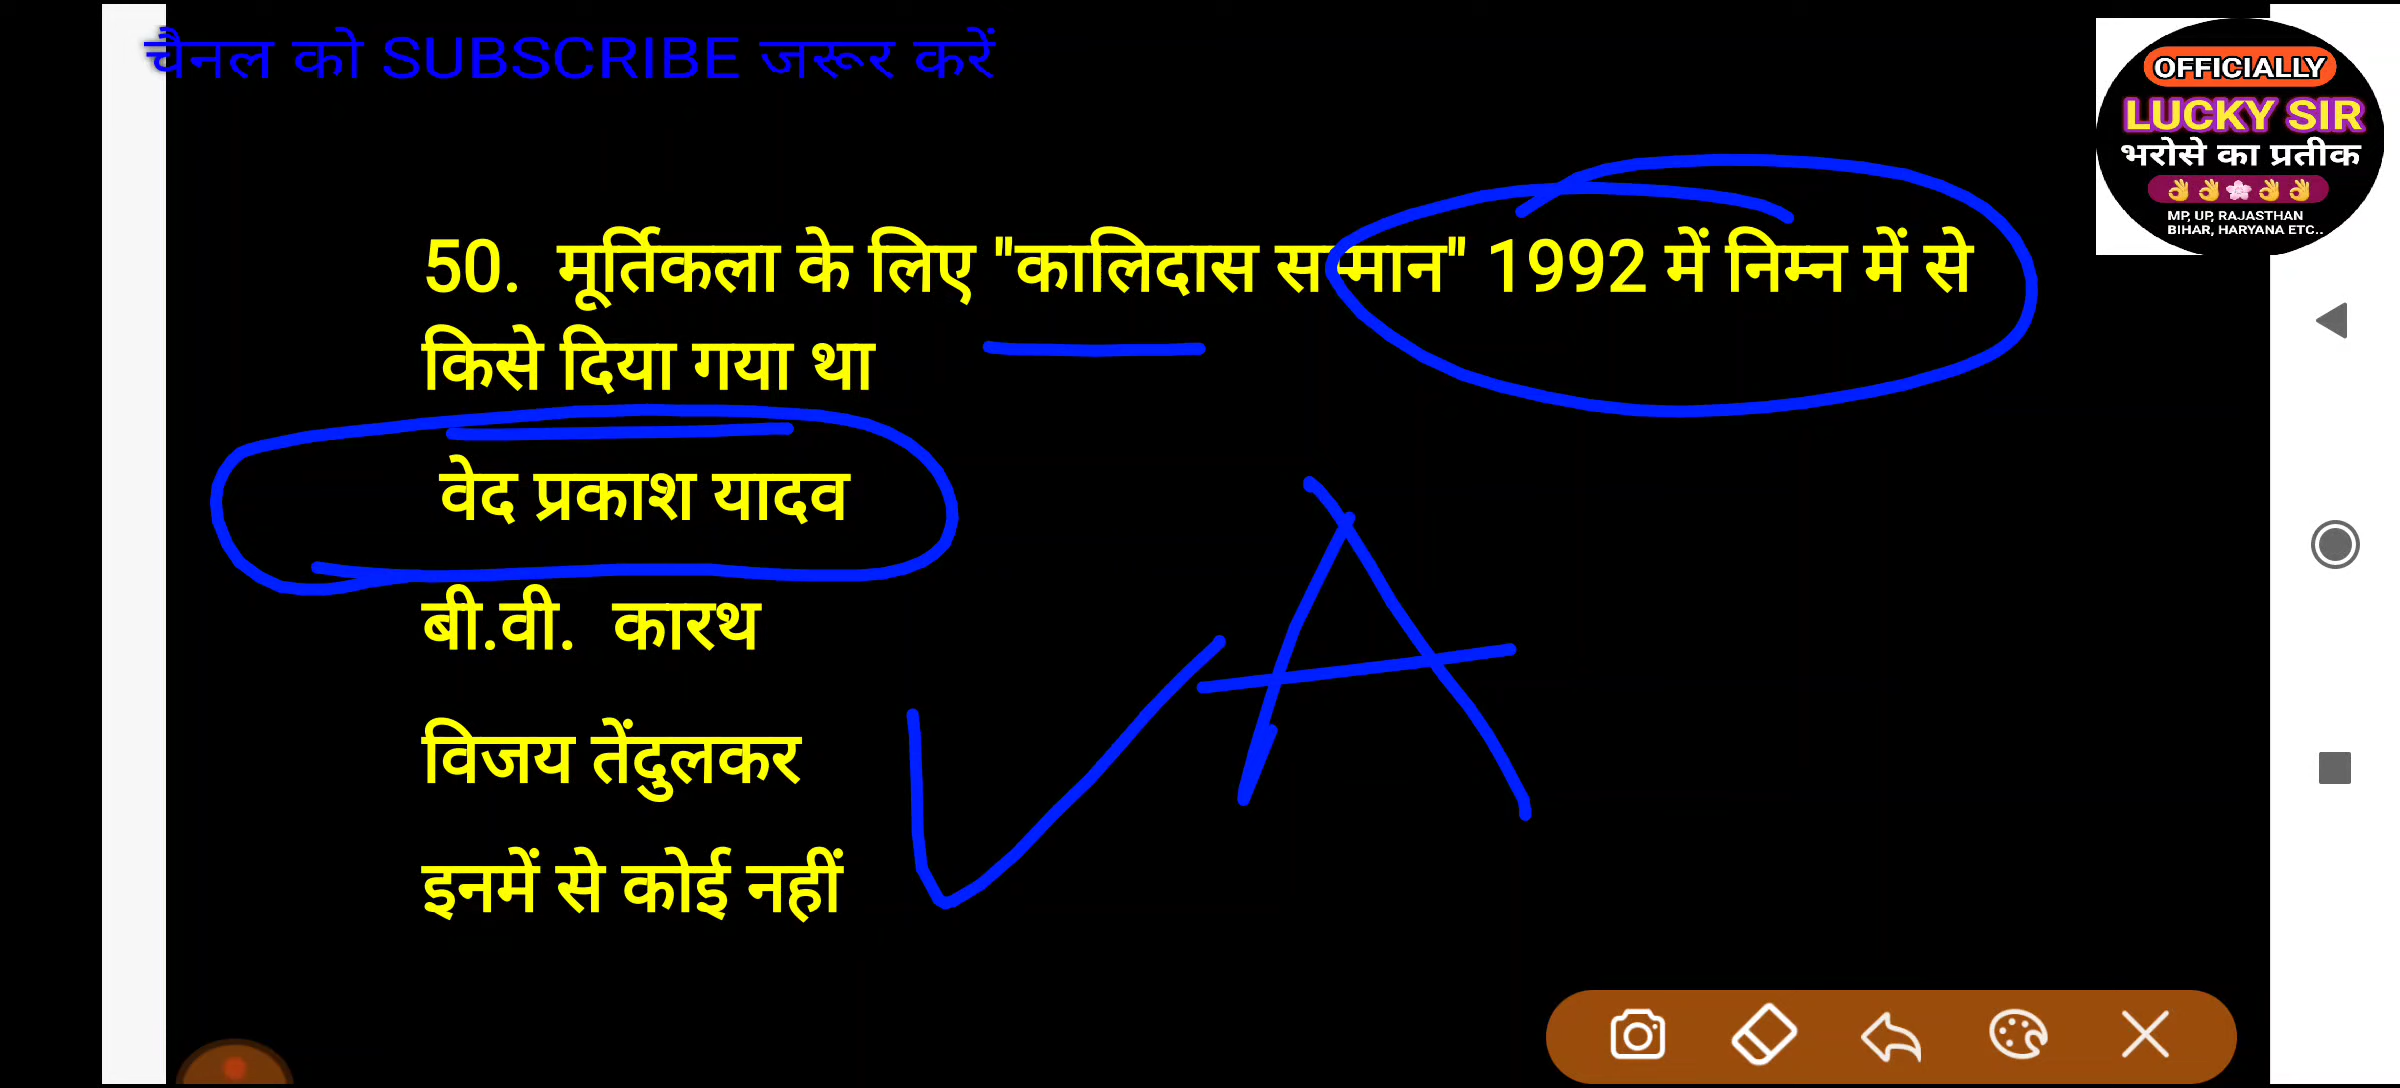 चैनल को SUBSCRIBE जरूर करें
OFFICIALLY
LUCKY SIR
भरोसे का प्रतीक
👌👌🌸👌👌
MP, UP, RAJASTHAN
BIHAR, HARYANA ETC..
50. मूर्तिकला के लिए "कालिदास सम्मान" 1992 में निम्न में से
किसे दिया गया था
वेद प्रकाश यादव
बी.वी. कारथ
विजय तेंदुलकर
इनमें से कोई नहीं
A